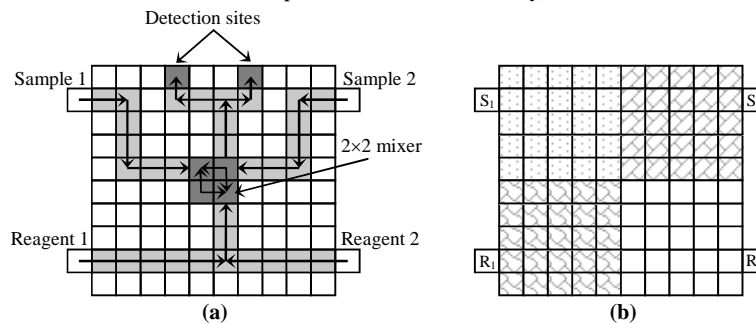 Detection sites
Sample 1
Sample 2
2×2 mixer
Reagent 1
Reagent 2
(a)
S1
S
R1
R
(b)